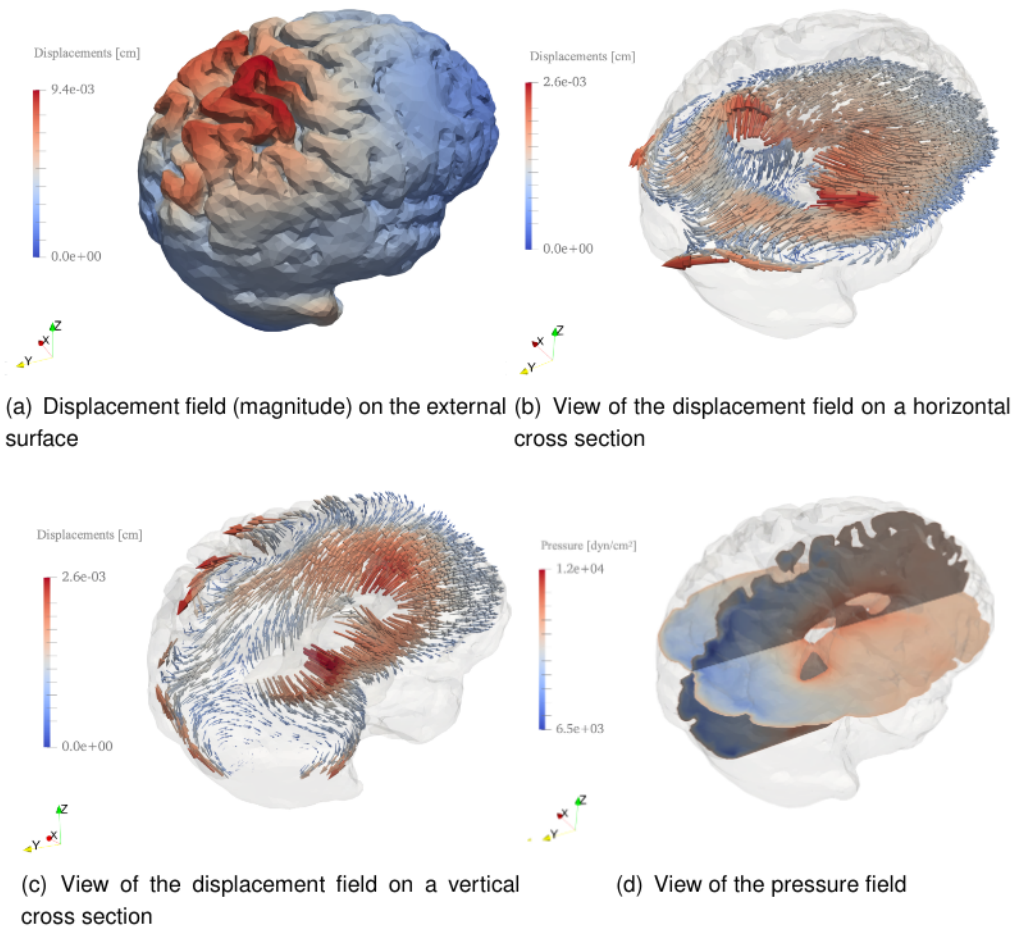 Displacements [cm]
9.4e-03
0.0e+00
Z
X
Y
Displacements [cm]
2.6e-03
0.0e+00
Z
X
Y
(a) Displacement field (magnitude) on the external
surface
(b) View of the displacement field on a horizontal
cross section
Displacements [cm]
2.6e-03
0.0e+00
Z
X
Y
Pressure [dyn/cm²]
1.2e+04
6.5e+03
Z
X
Y
(c) View of the displacement field on a vertical
cross section
(d) View of the pressure field